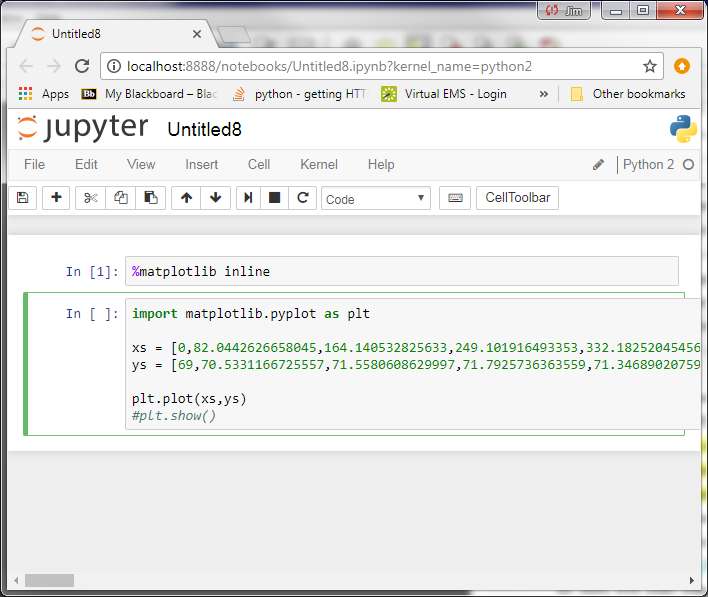 Jim
Untitled8
localhost:8888/notebooks/Untitled8.ipynb?kernel_name=python2
Apps Bb My Blackboard – Blac python - getting HTT Virtual EMS - Login » Other bookmarks
jupyter Untitled8
File Edit View Insert Cell Kernel Help Python 2
Code CellToolbar
In [1]: %matplotlib inline
In [ ]: import matplotlib.pyplot as plt
xs = [0,82.0442626658045,164.140532825633,249.101916493353,332.18252045456
ys = [69,70.5331166725557,71.5580608629997,71.7925736363559,71.34689020759
plt.plot(xs,ys)
#plt.show()